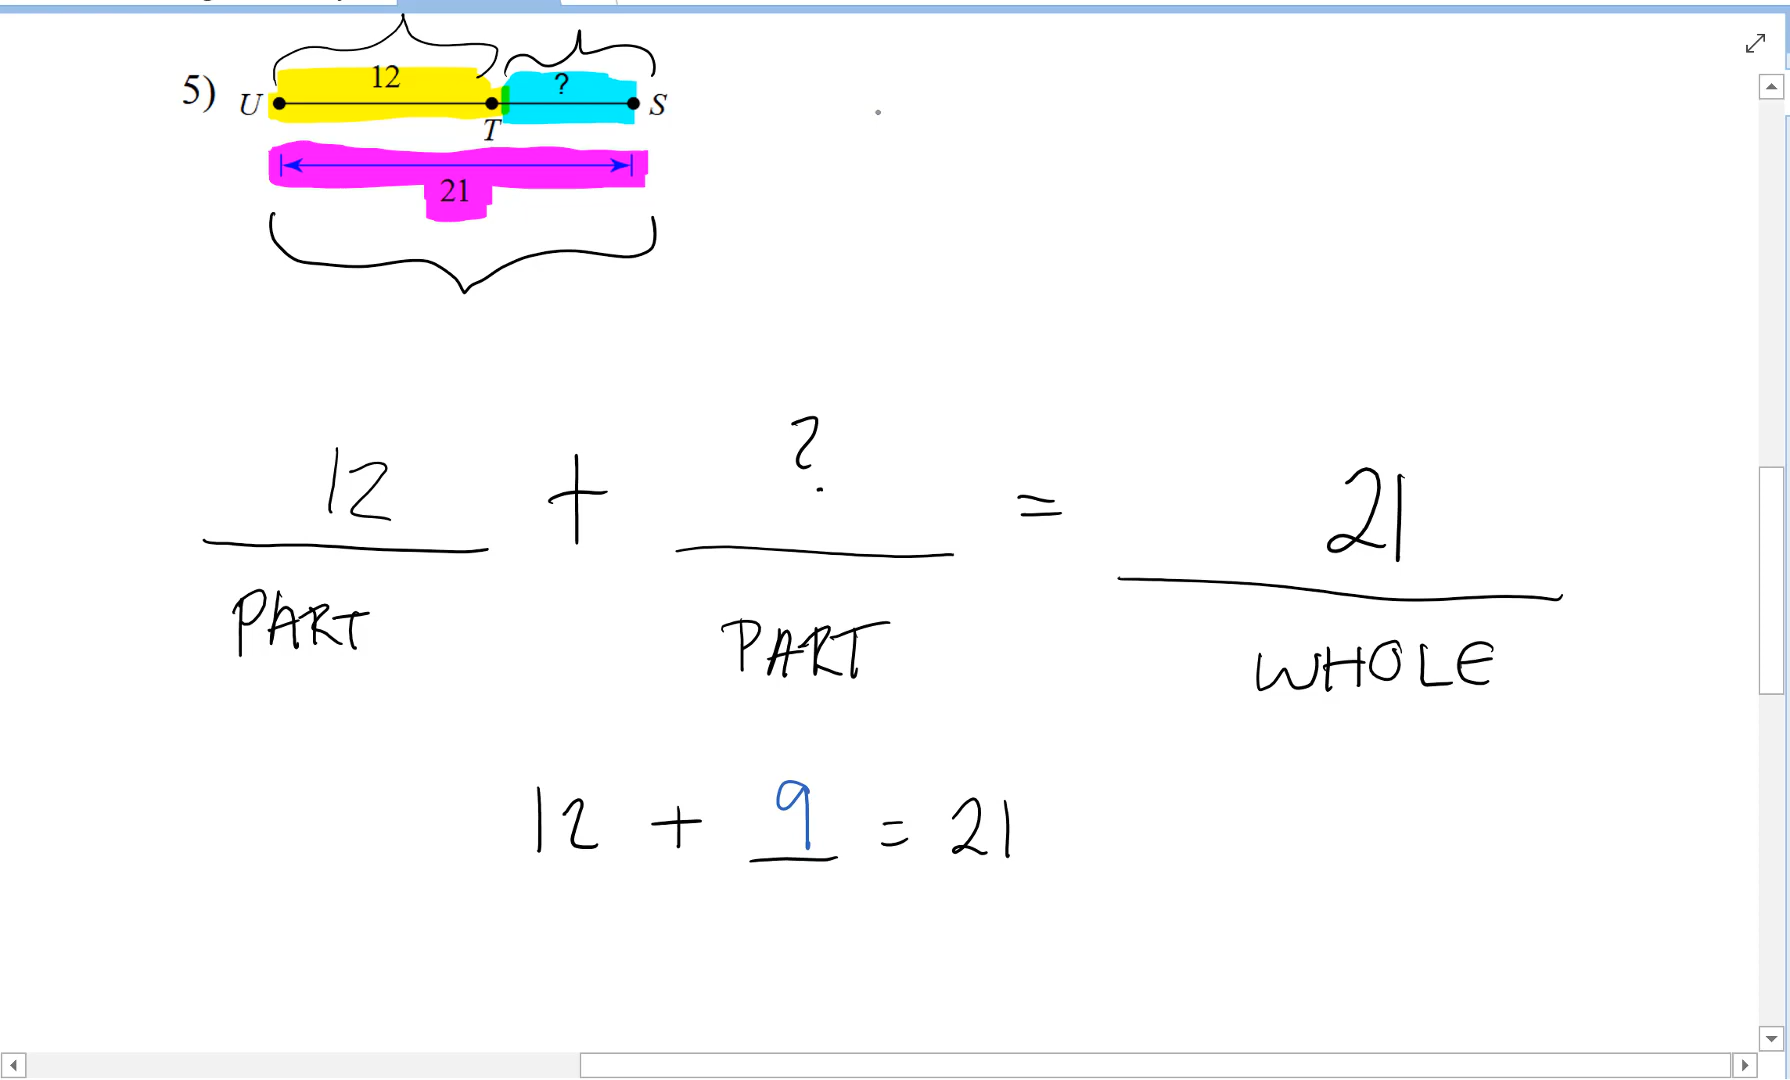 5) U 12 ? S
T
21
12 + ? = 21
PART PART WHOLE
12 + 9 = 21